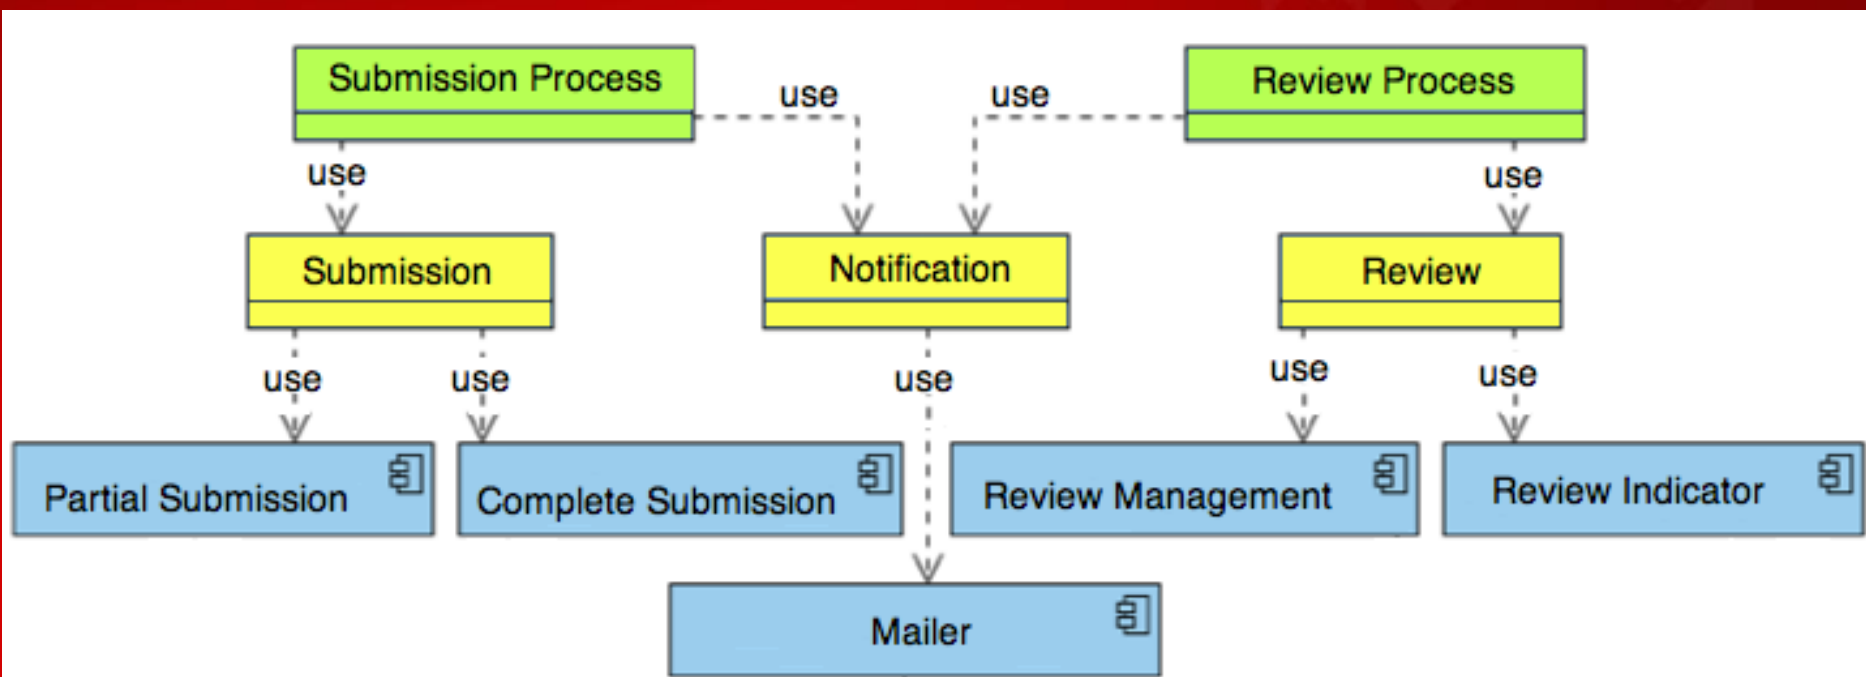 Submission Process
use
use
Review Process
use
use
Submission
Notification
Review
use
use
use
use
use
Partial Submission
Complete Submission
Review Management
Review Indicator
Mailer